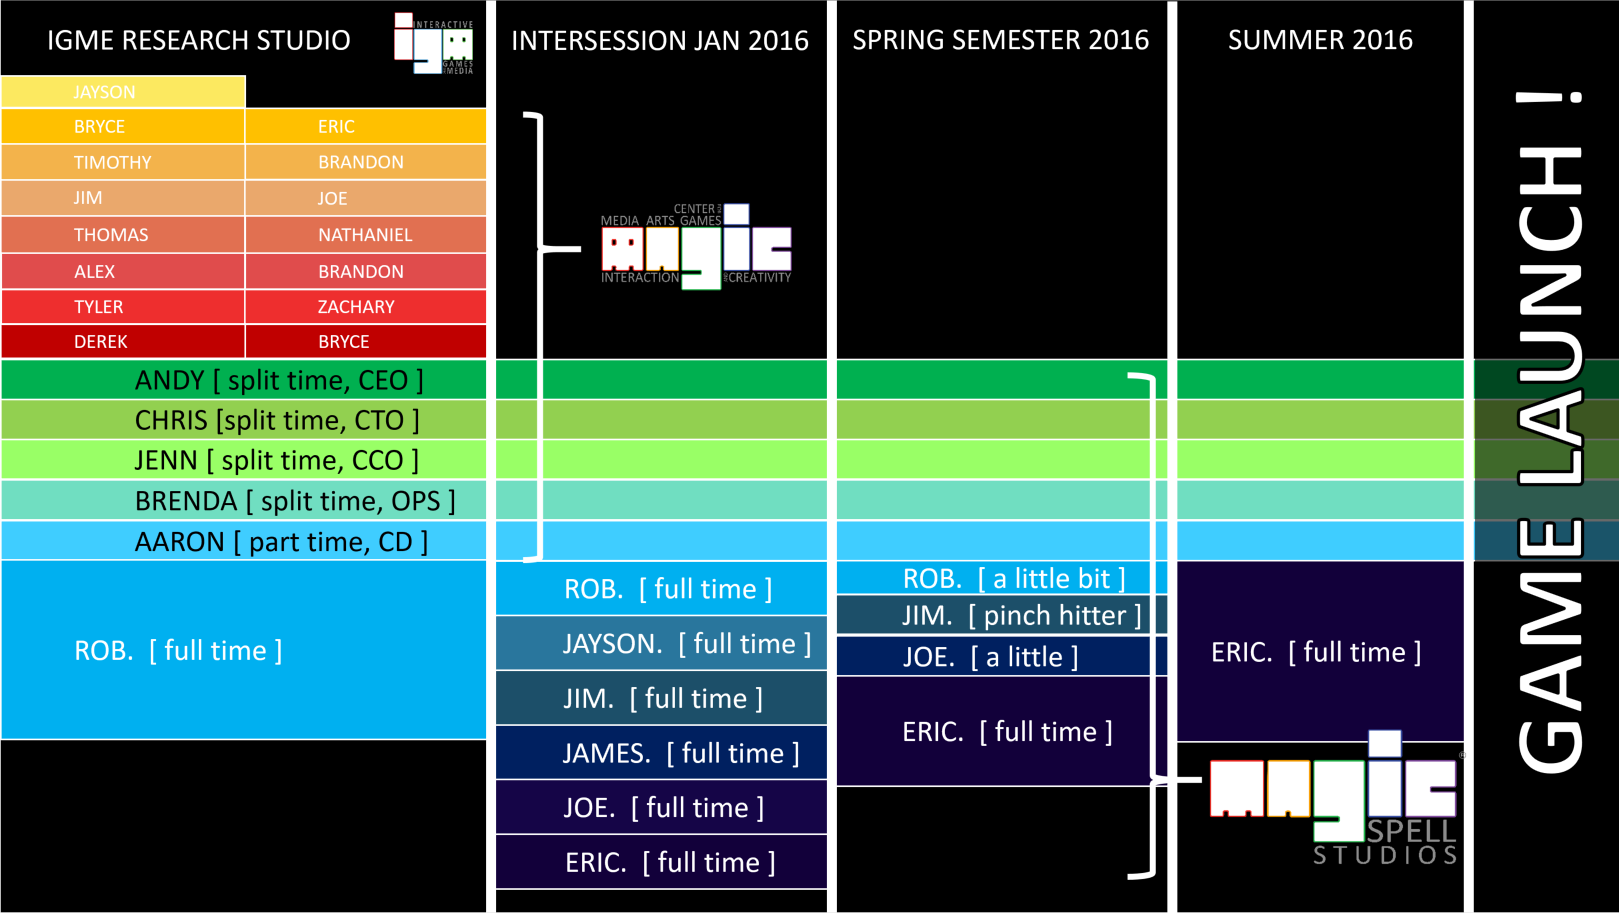 IGME RESEARCH STUDIO
INTERACTIVE
GAMES
MEDIA
JAYSON
BRYCE ERIC
TIMOTHY BRANDON
JIM JOE
THOMAS NATHANIEL
ALEX BRANDON
TYLER ZACHARY
DEREK BRYCE
ANDY [ split time, CEO ]
CHRIS [split time, CTO ]
JENN [ split time, CCO ]
BRENDA [ split time, OPS ]
AARON [ part time, CD ]
ROB. [ full time ]
INTERSESSION JAN 2016
CENTER
MEDIA ARTS GAMES
magic
INTERACTION CREATIVITY
ROB. [ full time ]
JAYSON. [ full time ]
JIM. [ full time ]
JAMES. [ full time ]
JOE. [ full time ]
ERIC. [ full time ]
SPRING SEMESTER 2016
ROB. [ a little bit ]
JIM. [ pinch hitter ]
JOE. [ a little ]
ERIC. [ full time ]
SUMMER 2016
ERIC. [ full time ]
magic
®
SPELL
STUDIOS
GAME LAUNCH !